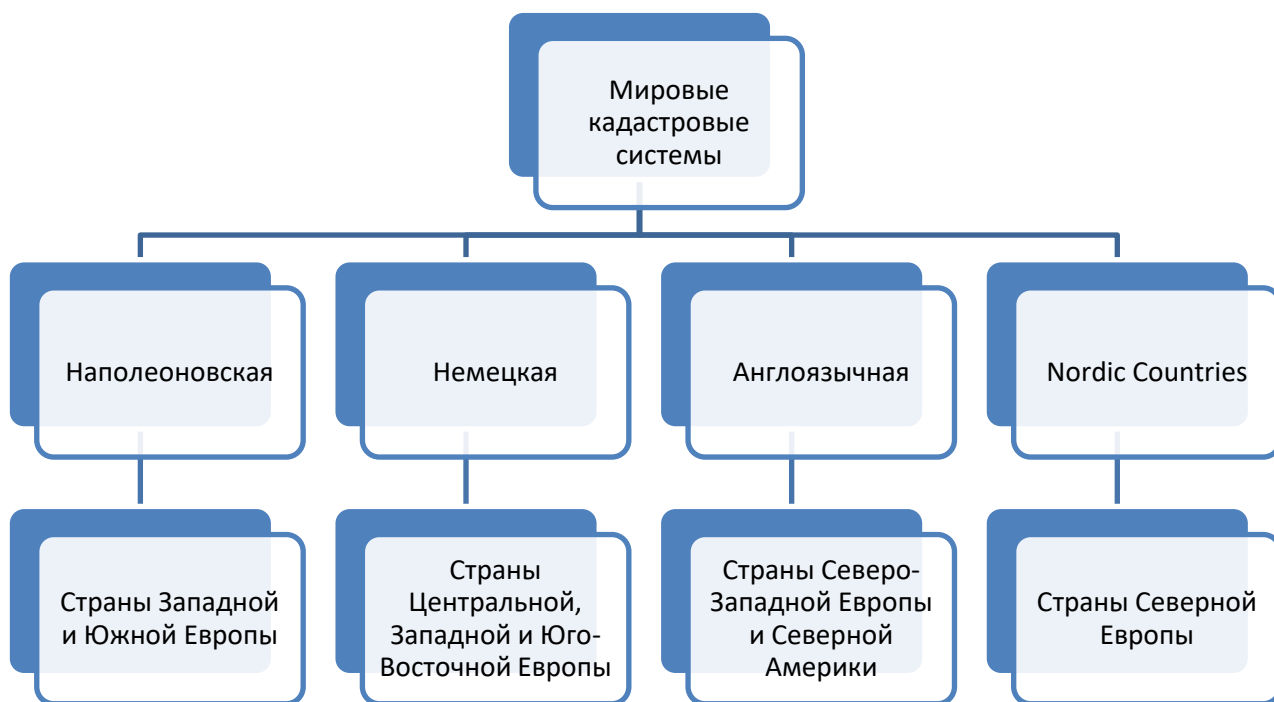 Мировые
кадастровые
системы
Наполеоновская
Немецкая
Англоязычная
Nordic Countries
Страны Западной
и Южной Европы
Страны
Центральной,
Западной и Юго-
Восточной Европы
Страны Северо-
Западной Европы
и Северной
Америки
Страны Северной
Европы